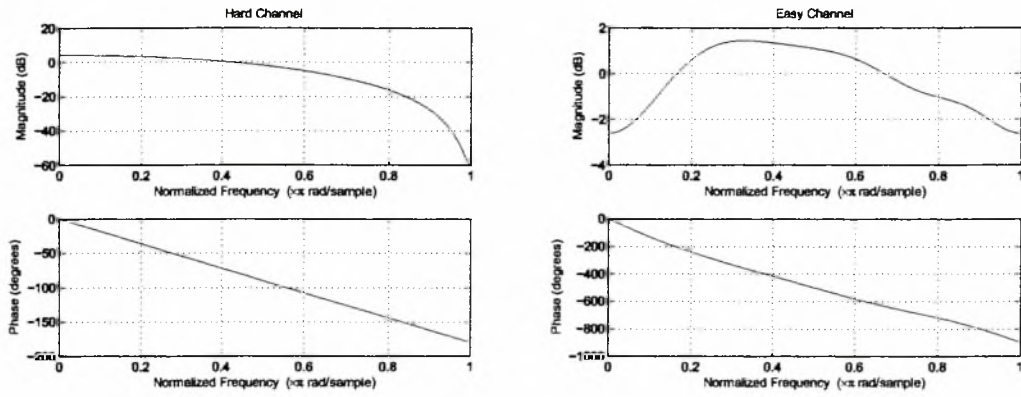 Hard Channel
20
0
−20
−40
−60
Magnitude (dB)
0 0.2 0.4 0.6 0.8 1
Normalized Frequency (×π rad/sample)
0
−50
−100
−150
−200
Phase (degrees)
0 0.2 0.4 0.6 0.8 1
Normalized Frequency (×π rad/sample)
Easy Channel
2
0
−2
−4
Magnitude (dB)
0 0.2 0.4 0.6 0.8 1
Normalized Frequency (×π rad/sample)
0
−200
−400
−600
−800
−1000
Phase (degrees)
0 0.2 0.4 0.6 0.8 1
Normalized Frequency (×π rad/sample)